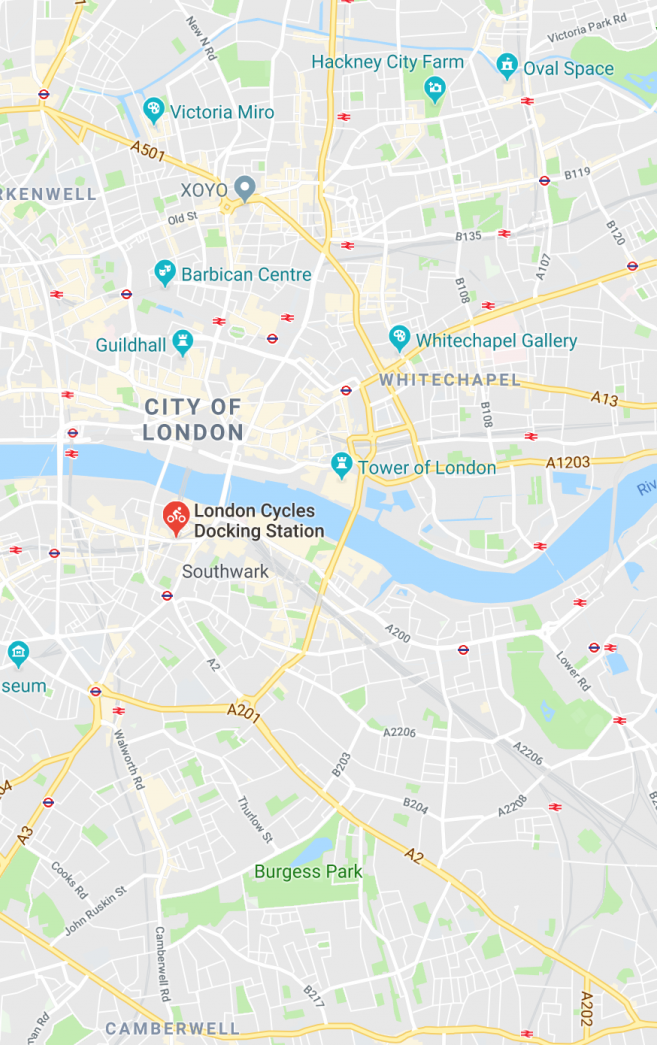 New N Rd
Victoria Park Rd
Hackney City Farm
Oval Space
Victoria Miro
A501
B119
XOYO
RKENWELL
Old St
B135
B120
A107
Barbican Centre
B108
Guildhall
Whitechapel Gallery
WHITECHAPEL
A13
CITY OF
LONDON
B108
Tower of London
A1203
Riv
London Cycles
Docking Station
Southwark
A200
A2
Lower Rd
seum
A201
A2206
A2206
Walworth Rd
B203
04
B204
A2208
Thurlow St
A3
A2
Burgess Park
Cooks Rd
John Ruskin St
Camberwell Rd
B217
A202
CAMBERWELL